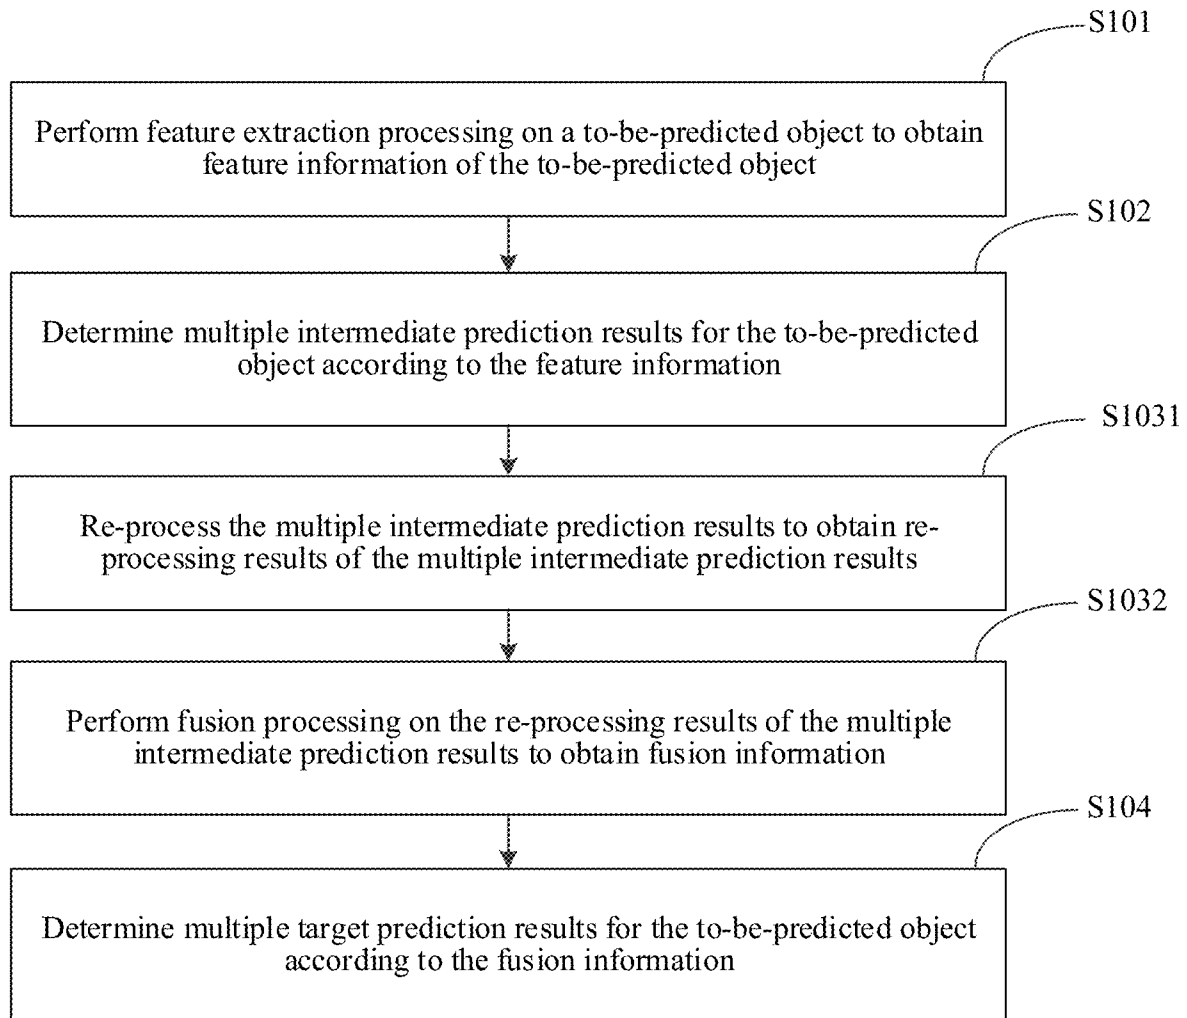 S101
Perform feature extraction processing on a to-be-predicted object to obtain
feature information of the to-be-predicted object
S102
Determine multiple intermediate prediction results for the to-be-predicted
object according to the feature information
S1031
Re-process the multiple intermediate prediction results to obtain re-
processing results of the multiple intermediate prediction results
S1032
Perform fusion processing on the re-processing results of the multiple
intermediate prediction results to obtain fusion information
S104
Determine multiple target prediction results for the to-be-predicted object
according to the fusion information